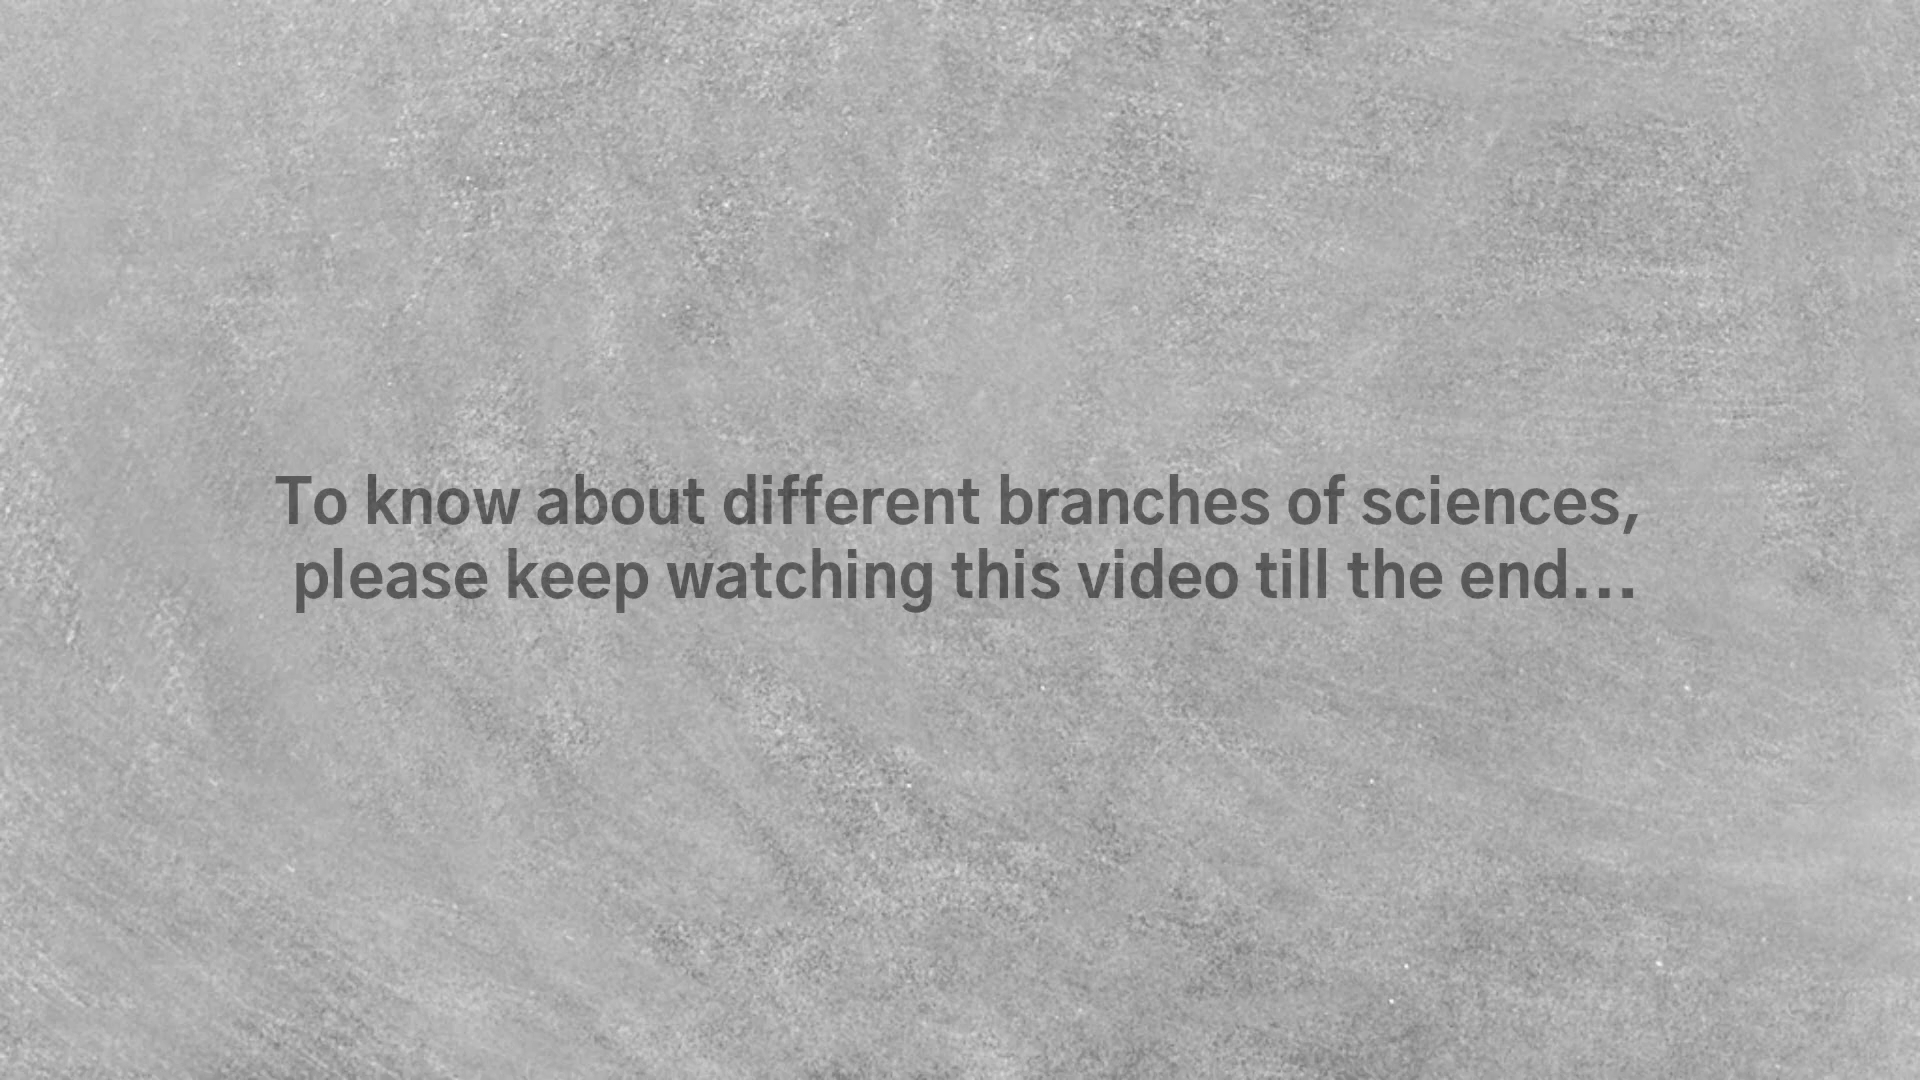 To know about different branches of sciences,
please keep watching this video till the end...